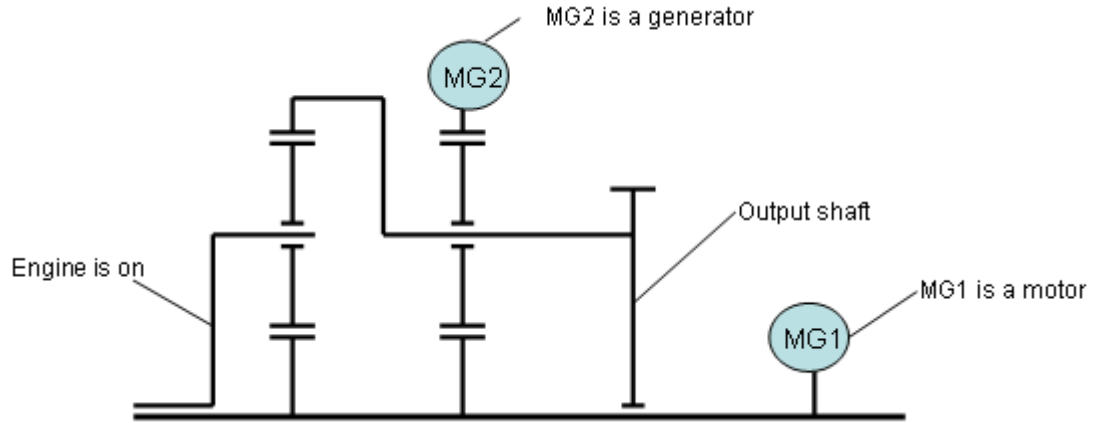 MG2 is a generator
MG2
Output shaft
Engine is on
MG1 is a motor
MG1